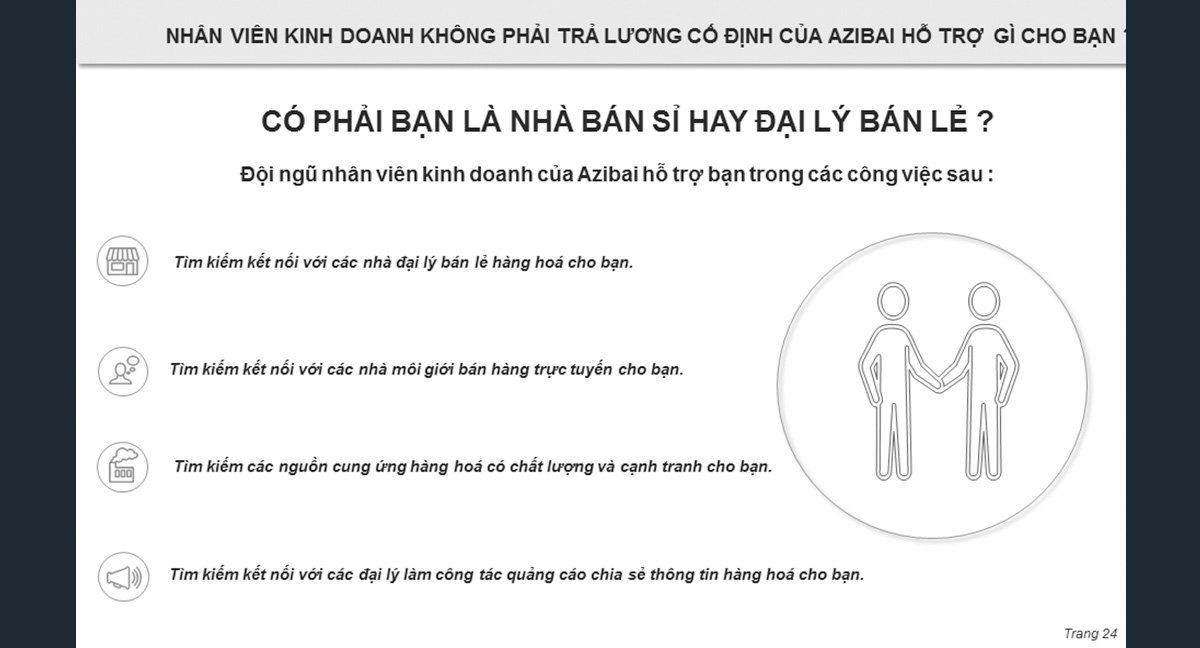 NHÂN VIÊN KINH DOANH KHÔNG PHẢI TRẢ LƯƠNG CỐ ĐỊNH CỦA AZIBAI HỖ TRỢ GÌ CHO BẠN ?
CÓ PHẢI BẠN LÀ NHÀ BÁN SỈ HAY ĐẠI LÝ BÁN LẺ ?
Đội ngũ nhân viên kinh doanh của Azibai hỗ trợ bạn trong các công việc sau :
Tìm kiếm kết nối với các nhà đại lý bán lẻ hàng hoá cho bạn.
Tìm kiếm kết nối với các nhà môi giới bán hàng trực tuyến cho bạn.
Tìm kiếm các nguồn cung ứng hàng hoá có chất lượng và cạnh tranh cho bạn.
Tìm kiếm kết nối với các đại lý làm công tác quảng cáo chia sẻ thông tin hàng hoá cho bạn.
Trang 24